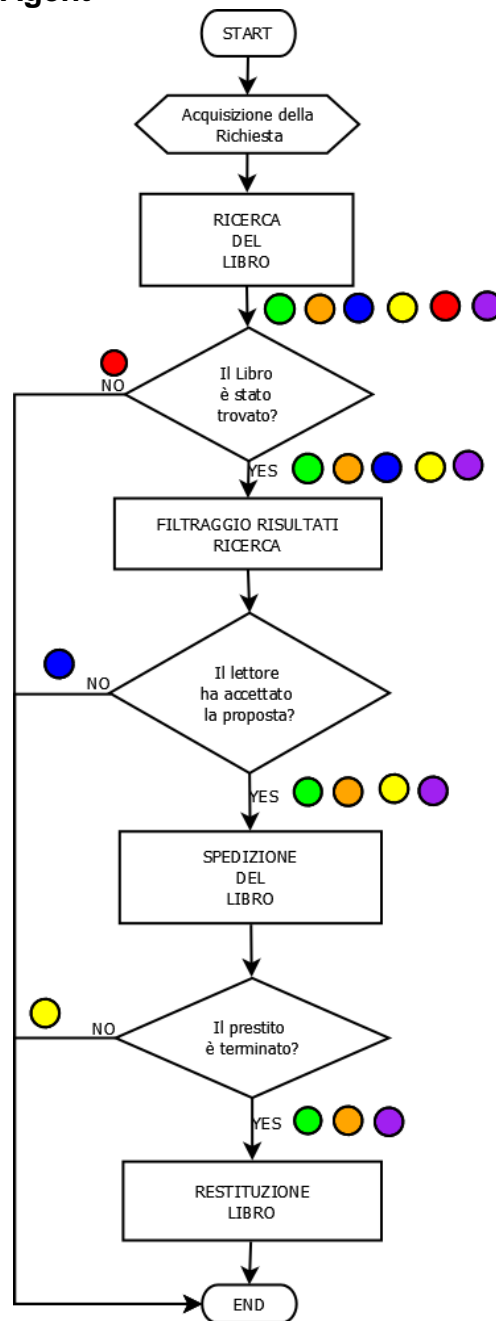 START
Acquisizione della
Richiesta
RICERCA
DEL
LIBRO
Il Libro
è stato
trovato?
NO
YES
FILTRAGGIO RISULTATI
RICERCA
Il lettore
ha accettato
la proposta?
NO
YES
SPEDIZIONE
DEL
LIBRO
Il prestito
è terminato?
NO
YES
RESTITUZIONE
LIBRO
END